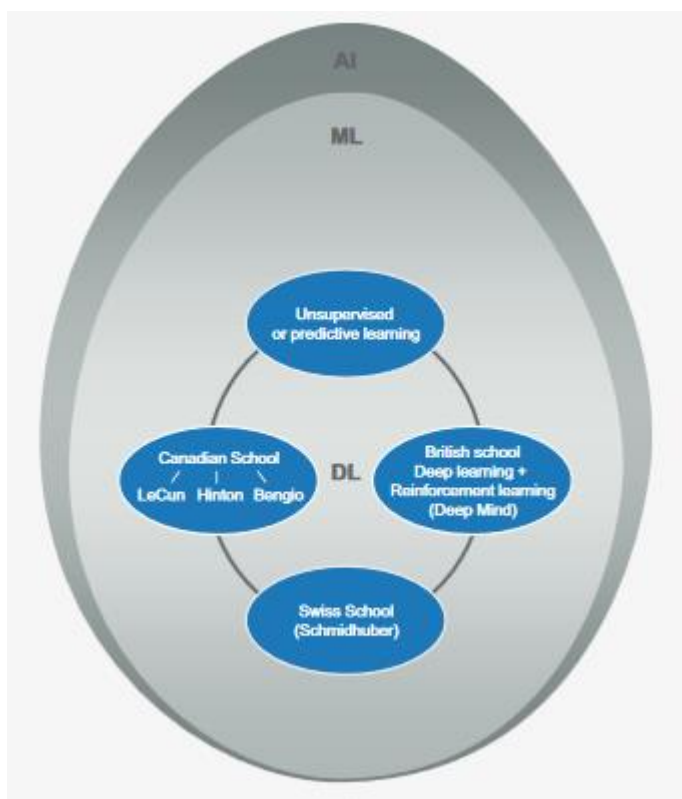 AI
ML
Unsupervised
or predictive learning
Canadian School
LeCun Hinton Bengio
DL
British school
Deep learning +
Reinforcement learning
(Deep Mind)
Swiss School
(Schmidhuber)